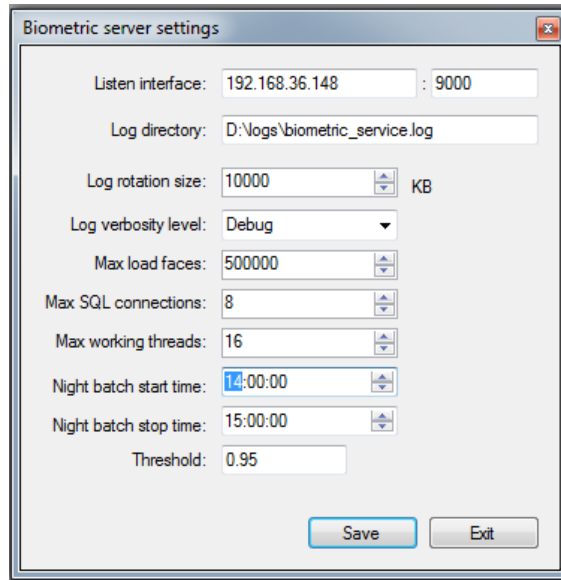 Biometric server settings
Listen interface: 192.168.36.148 : 9000
Log directory: D:\logs\biometric_service.log
Log rotation size: 10000 KB
Log verbosity level: Debug
Max load faces: 500000
Max SQL connections: 8
Max working threads: 16
Night batch start time: 14:00:00
Night batch stop time: 15:00:00
Threshold: 0.95
Save Exit